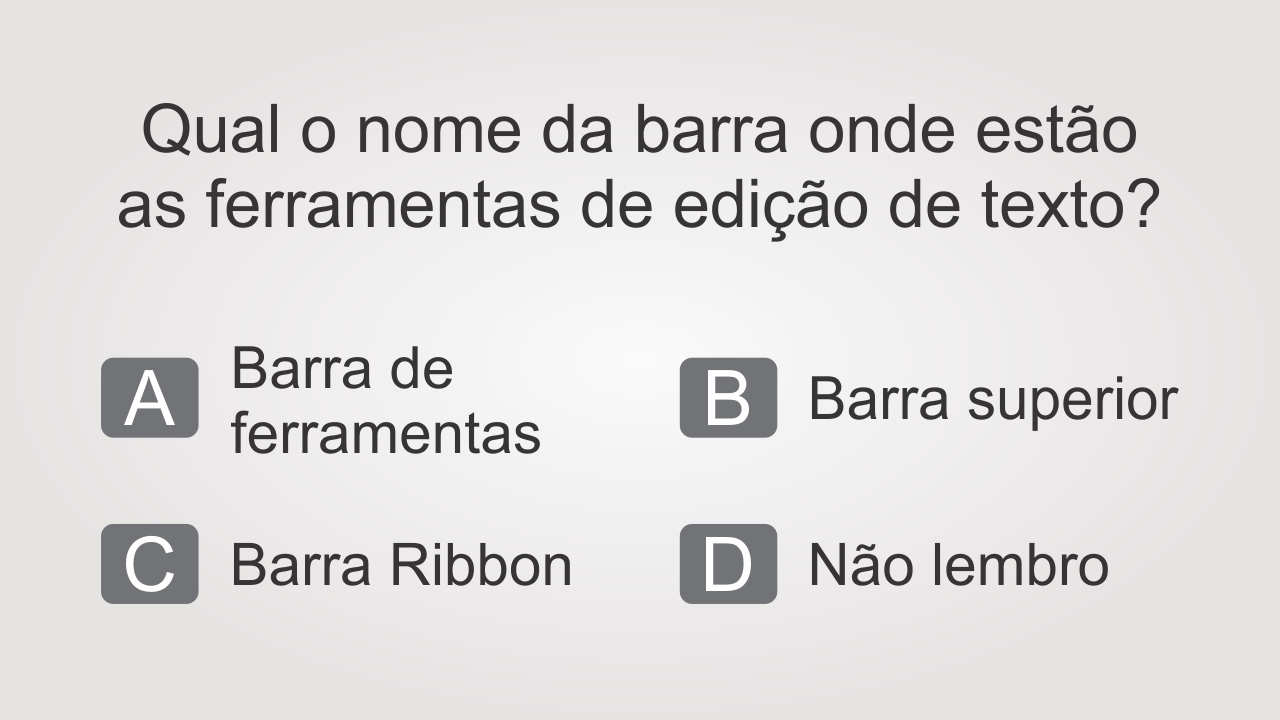 Qual o nome da barra onde estão
as ferramentas de edição de texto?
A
Barra de
ferramentas
B
Barra superior
C
Barra Ribbon
D
Não lembro